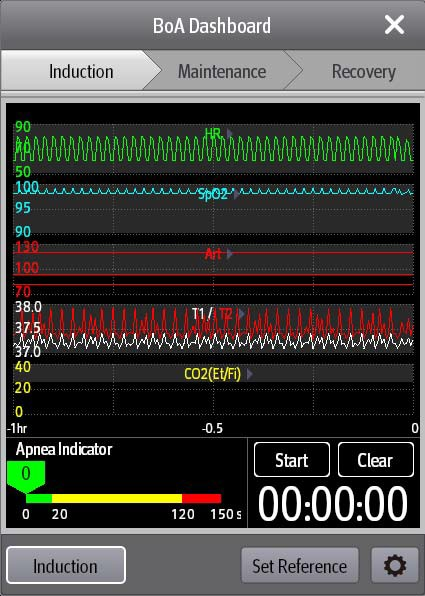 BoA Dashboard
Induction Maintenance Recovery
90
HR
70
50
100
SpO2
95
90
130
Art
100
70
38.0
T1 / T2
37.5
37.0
40
CO2(Et/Fi)
20
0
-1hr -0.5 0
Apnea Indicator
0
0 20 120 150 s
Start Clear
00:00:00
Induction Set Reference